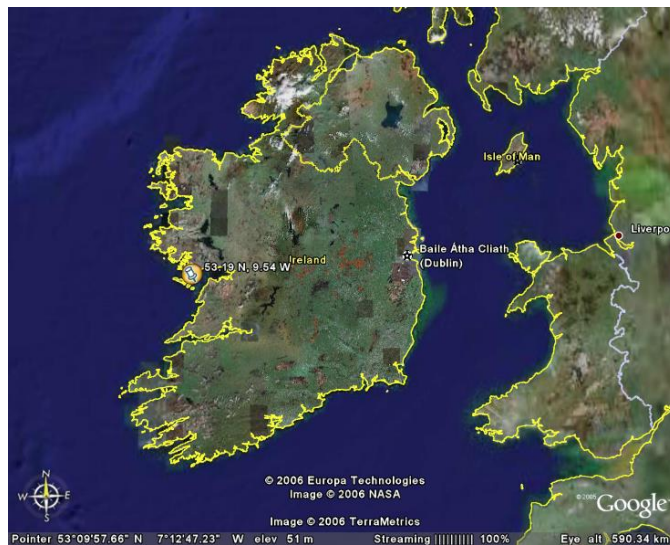 Isle of Man
Liverpo
Baile Átha Cliath
(Dublin)
Ireland
53-19 N, 9-54 W
© 2006 Europa Technologies
Image © 2006 NASA
Image © 2006 TerraMetrics
© 2005
Google
N
W E
S
Pointer 53°09'57.66" N 7°12'47.23" W elev 51 m Streaming |||||||||| 100% Eye alt 590.34 km